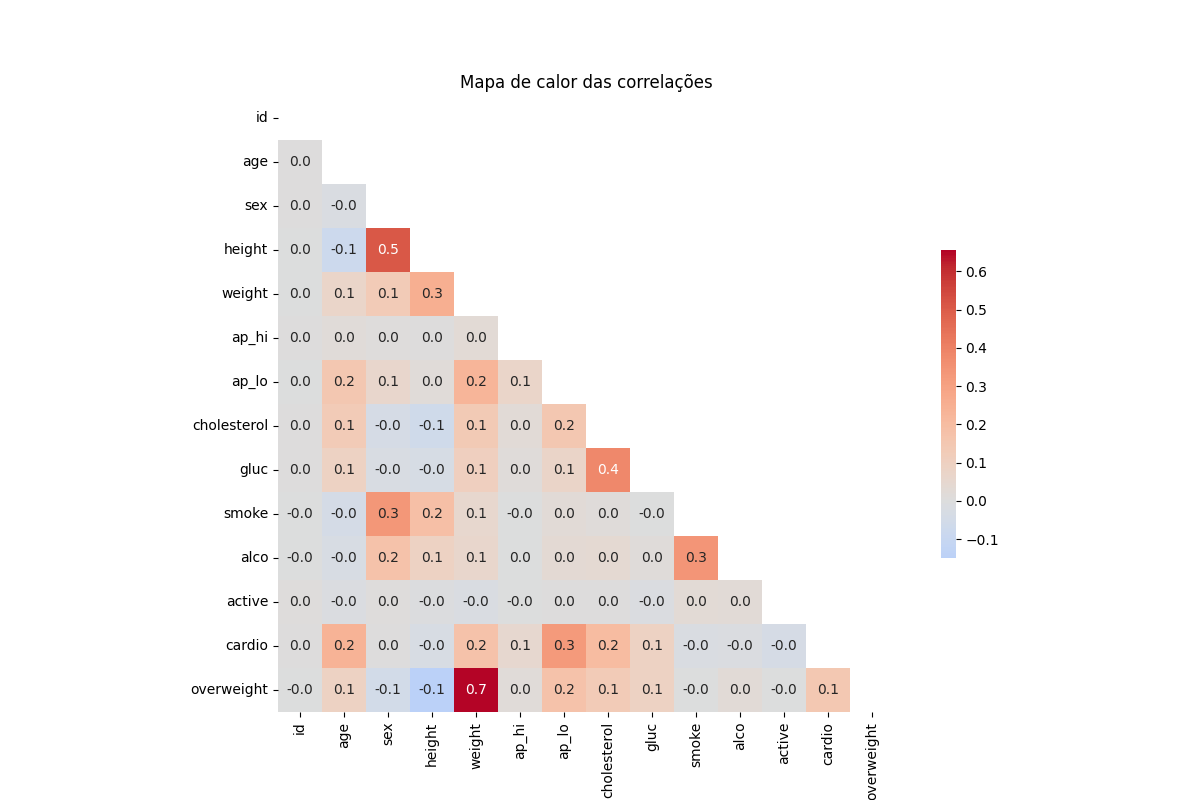 Mapa de calor das correlações
id
age 0.0
sex 0.0 -0.0
height 0.0 -0.1 0.5
weight 0.0 0.1 0.1 0.3
ap_hi 0.0 0.0 0.0 0.0 0.0
ap_lo 0.0 0.2 0.1 0.0 0.2 0.1
cholesterol 0.0 0.1 -0.0 -0.1 0.1 0.0 0.2
gluc 0.0 0.1 -0.0 -0.0 0.1 0.0 0.1 0.4
smoke -0.0 -0.0 0.3 0.2 0.1 -0.0 0.0 0.0 -0.0
alco -0.0 -0.0 0.2 0.1 0.1 0.0 0.0 0.0 0.0 0.3
active 0.0 -0.0 0.0 -0.0 -0.0 -0.0 0.0 0.0 -0.0 0.0 0.0
cardio 0.0 0.2 0.0 -0.0 0.2 0.1 0.3 0.2 0.1 -0.0 -0.0 -0.0
overweight -0.0 0.1 -0.1 -0.1 0.7 0.0 0.2 0.1 0.1 -0.0 0.0 -0.0 0.1
id age sex height weight ap_hi ap_lo cholesterol gluc smoke alco active cardio overweight
0.6
0.5
0.4
0.3
0.2
0.1
0.0
−0.1